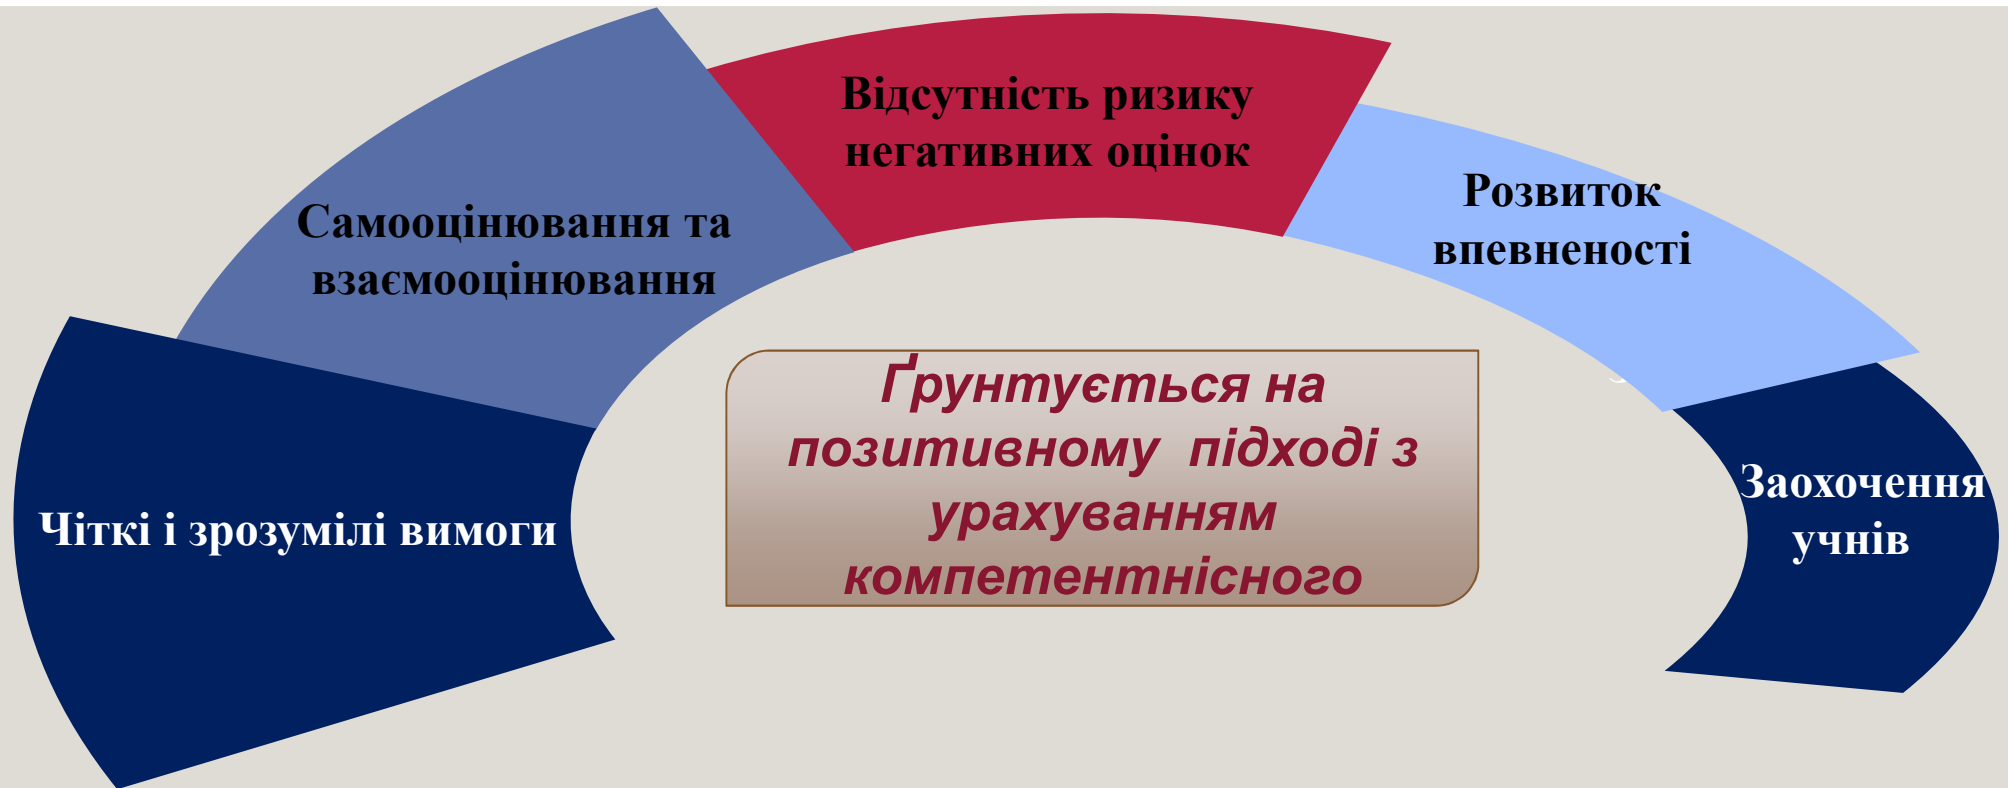 Відсутність ризику
негативних оцінок
Самооцінювання та
взаємооцінювання
Розвиток
впевненості
Чіткі і зрозумілі вимоги
Ґрунтується на
позитивному підході з
урахуванням
компетентнісного
Заохочення
учнів